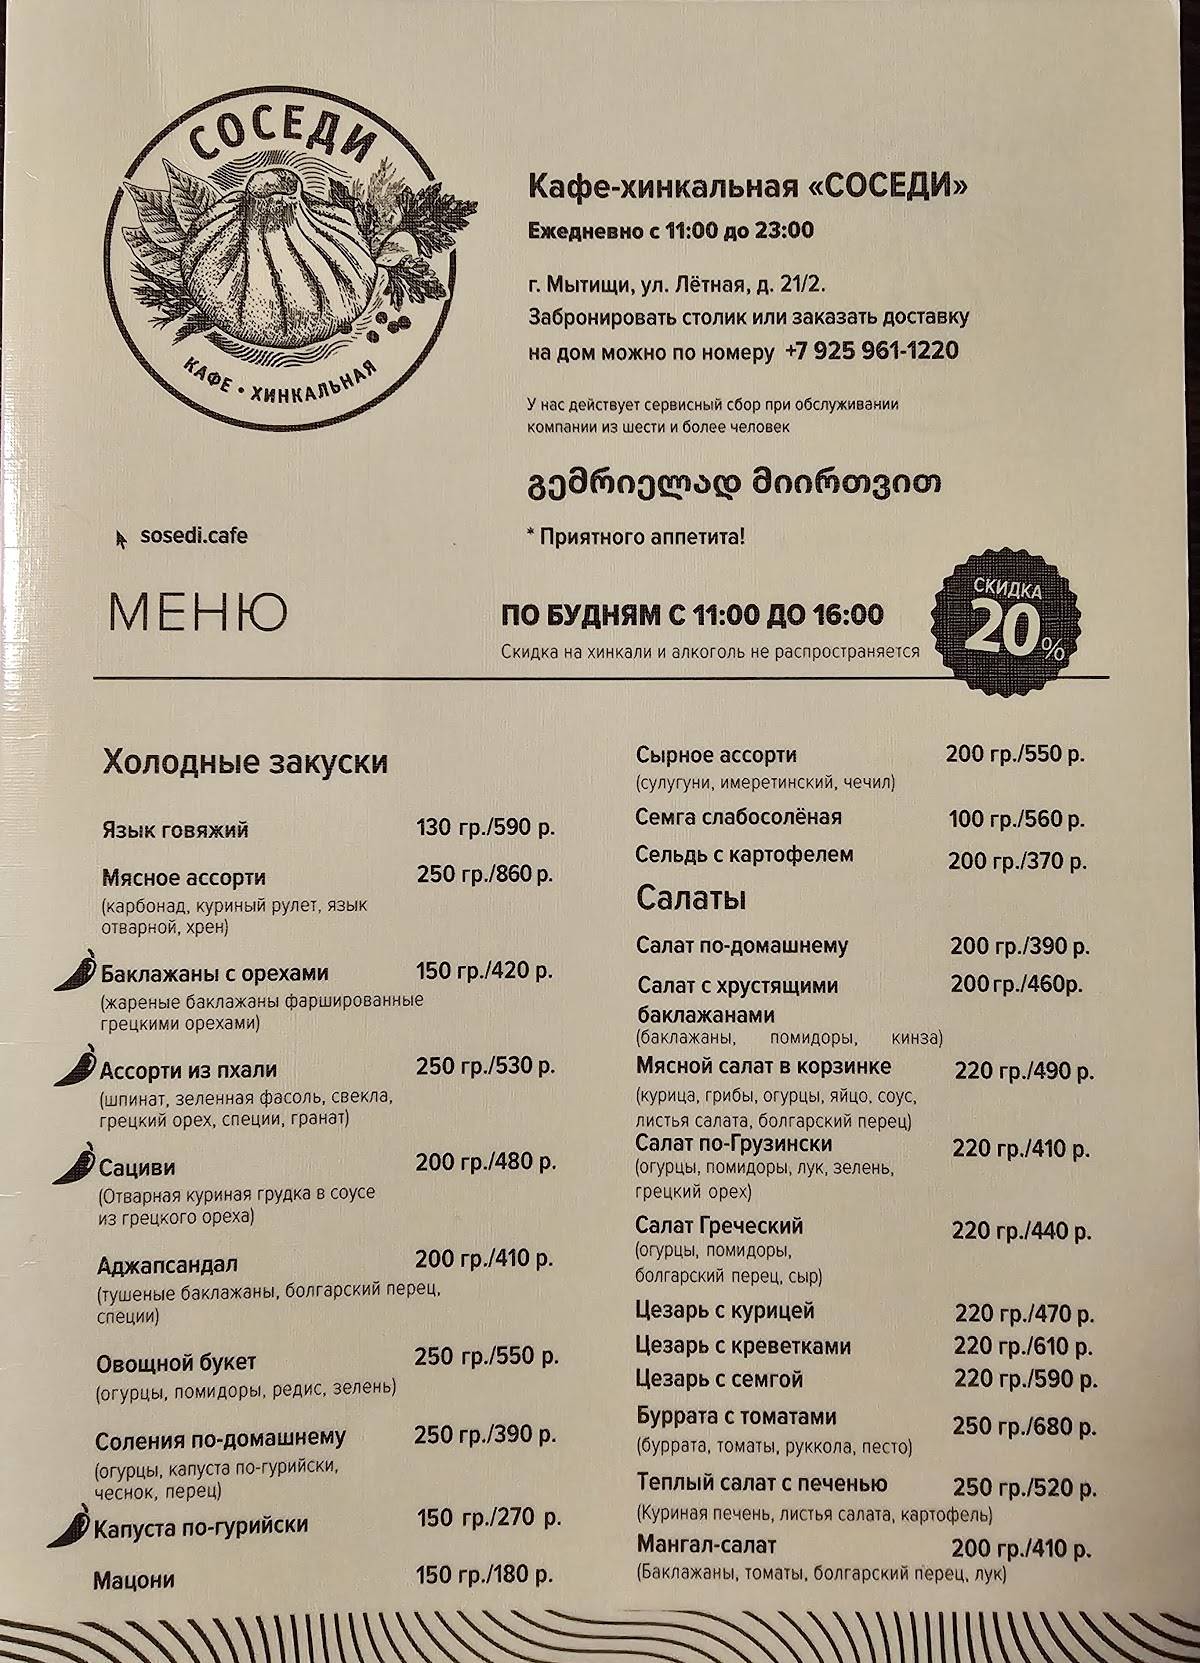 СОСЕДИ
КАФЕ • ХИНКАЛЬНАЯ
Кафе-хинкальная «СОСЕДИ»
Ежедневно с 11:00 до 23:00
г. Мытищи, ул. Лётная, д. 21/2.
Забронировать столик или заказать доставку
на дом можно по номеру +7 925 961-1220
У нас действует сервисный сбор при обслуживании
компании из шести и более человек
გემრიელად მიირთვით
* Приятного аппетита!
sosedi.cafe
МЕНЮ
ПО БУДНЯМ С 11:00 ДО 16:00
Скидка на хинкали и алкоголь не распространяется
СКИДКА
20%
Холодные закуски
Язык говяжий 130 гр./590 р.
Мясное ассорти 250 гр./860 р.
(карбонад, куриный рулет, язык
отварной, хрен)
Баклажаны с орехами 150 гр./420 р.
(жареные баклажаны фаршированные
грецкими орехами)
Ассорти из пхали 250 гр./530 р.
(шпинат, зеленная фасоль, свекла,
грецкий орех, специи, гранат)
Сациви 200 гр./480 р.
(Отварная куриная грудка в соусе
из грецкого ореха)
Аджапсандал 200 гр./410 р.
(тушеные баклажаны, болгарский перец,
специи)
Овощной букет 250 гр./550 р.
(огурцы, помидоры, редис, зелень)
Соления по-домашнему 250 гр./390 р.
(огурцы, капуста по-гурийски,
чеснок, перец)
Капуста по-гурийски 150 гр./270 р.
Мацони 150 гр./180 р.
Сырное ассорти 200 гр./550 р.
(сулугуни, имеретинский, чечил)
Семга слабосолёная 100 гр./560 р.
Сельдь с картофелем 200 гр./370 р.
Салаты
Салат по-домашнему 200 гр./390 р.
Салат с хрустящими 200 гр./460р.
баклажанами
(баклажаны, помидоры, кинза)
Мясной салат в корзинке 220 гр./490 р.
(курица, грибы, огурцы, яйцо, соус,
листья салата, болгарский перец)
Салат по-Грузински 220 гр./410 р.
(огурцы, помидоры, лук, зелень,
грецкий орех)
Салат Греческий 220 гр./440 р.
(огурцы, помидоры,
болгарский перец, сыр)
Цезарь с курицей 220 гр./470 р.
Цезарь с креветками 220 гр./610 р.
Цезарь с семгой 220 гр./590 р.
Буррата с томатами 250 гр./680 р.
(буррата, томаты, руккола, песто)
Теплый салат с печенью 250 гр./520 р.
(Куриная печень, листья салата, картофель)
Мангал-салат 200 гр./410 р.
(Баклажаны, томаты, болгарский перец, лук)